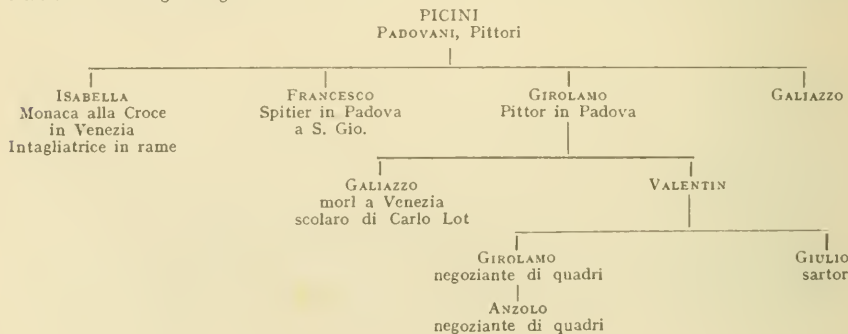 PICINI
PADOVANI, Pittori
ISABELLA
Monaca alla Croce
in Venezia
Intagliatrice in rame
FRANCESCO
Spitier in Padova
a S. Gio.
GIROLAMO
Pittor in Padova
GALIAZZO
GALIAZZO
morì a Venezia
scolaro di Carlo Lot
VALENTIN
GIROLAMO
negoziante di quadri
GIULIO
sartor
ANZOLO
negoziante di quadri